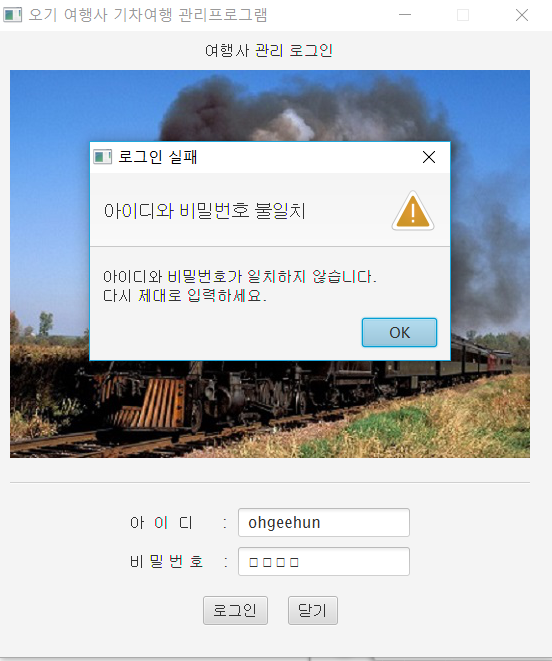 오기 여행사 기차여행 관리프로그램
여행사 관리 로그인
로그인 실패
아이디와 비밀번호 불일치
아이디와 비밀번호가 일치하지 않습니다.
다시 제대로 입력하세요.
OK
아 이 디 : ohgeehun
비 밀 번 호 : □ □ □ □
로그인 닫기